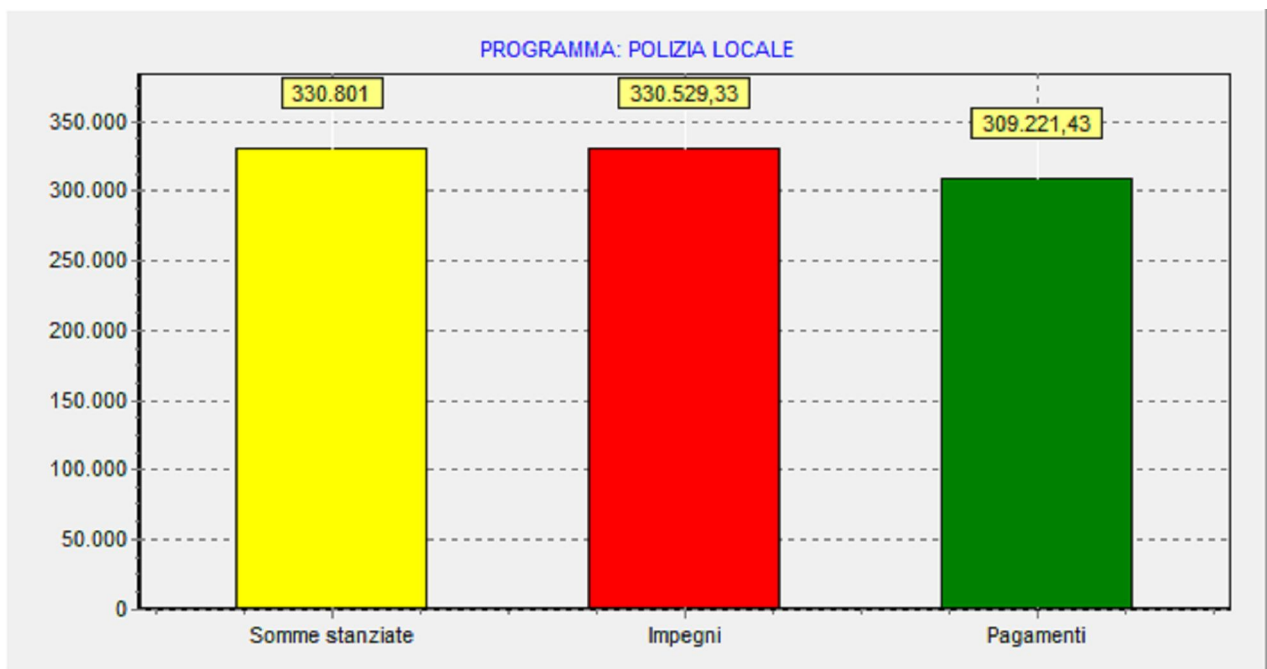 PROGRAMMA: POLIZIA LOCALE
330.801
330.529,33
309.221,43
350.000
300.000
250.000
200.000
150.000
100.000
50.000
0
Somme stanziate
Impegni
Pagamenti